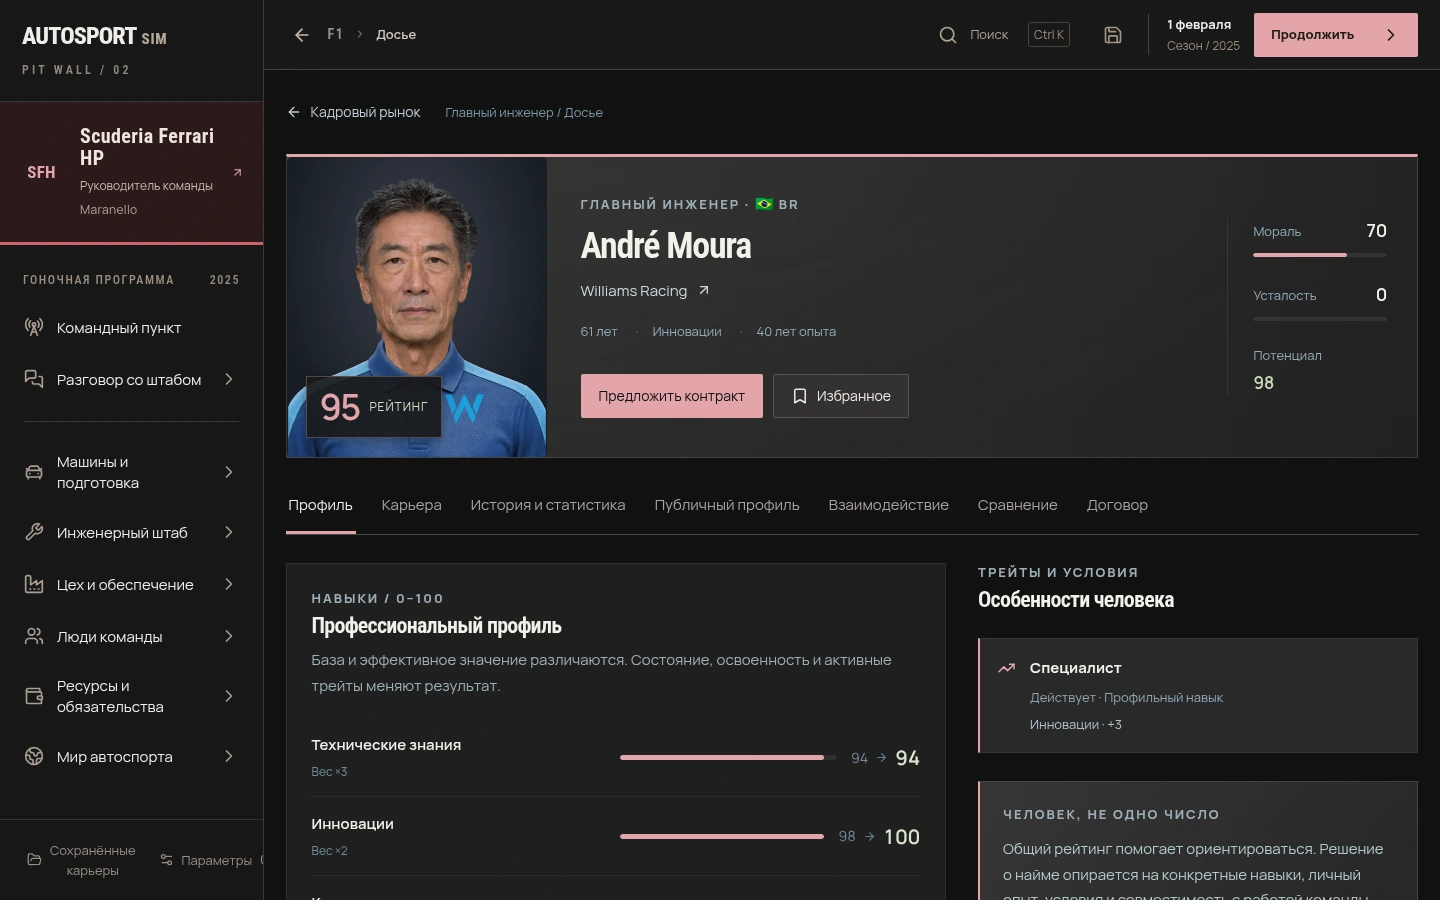 AUTOSPORT SIM
PIT WALL / 02
SFH
Scuderia Ferrari
HP
Руководитель команды
Maranello
ГОНОЧНАЯ ПРОГРАММА 2025
Командный пункт
Разговор со штабом
Машины и
подготовка
Инженерный штаб
Цех и обеспечение
Люди команды
Ресурсы и
обязательства
Мир автоспорта
Сохранённые
карьеры
Параметры
F1 Досье
Поиск Ctrl K
1 февраля
Сезон / 2025
Продолжить
Кадровый рынок Главный инженер / Досье
95 РЕЙТИНГ
W
ГЛАВНЫЙ ИНЖЕНЕР · BR
André Moura
Williams Racing
61 лет · Инновации · 40 лет опыта
Предложить контракт Избранное
Мораль 70
Усталость 0
Потенциал
98
Профиль Карьера История и статистика Публичный профиль Взаимодействие Сравнение Договор
НАВЫКИ / 0–100
Профессиональный профиль
База и эффективное значение различаются. Состояние, освоенность и активные
трейты меняют результат.
Технические знания
Вес ×3
94 → 94
Инновации
Вес ×2
98 → 100
ТРЕЙТЫ И УСЛОВИЯ
Особенности человека
Специалист
Действует · Профильный навык
Инновации · +3
ЧЕЛОВЕК, НЕ ОДНО ЧИСЛО
Общий рейтинг помогает ориентироваться. Решение
о найме опирается на конкретные навыки, личный
опыт, условия и совместимость с работой команды.